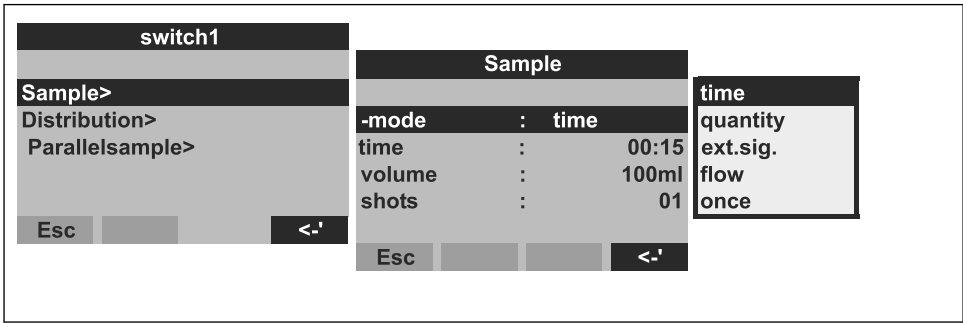 switch1
Sample>
Distribution>
Parallelsample>
Esc <-'
Sample
-mode : time
time : 00:15
volume : 100ml
shots : 01
Esc <-'
time
quantity
ext.sig.
flow
once